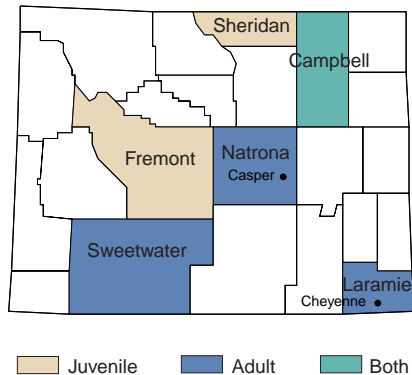 Sheridan
Campbell
Fremont
Natrona
Casper
Sweetwater
Laramie
Cheyenne
Juvenile
Adult
Both